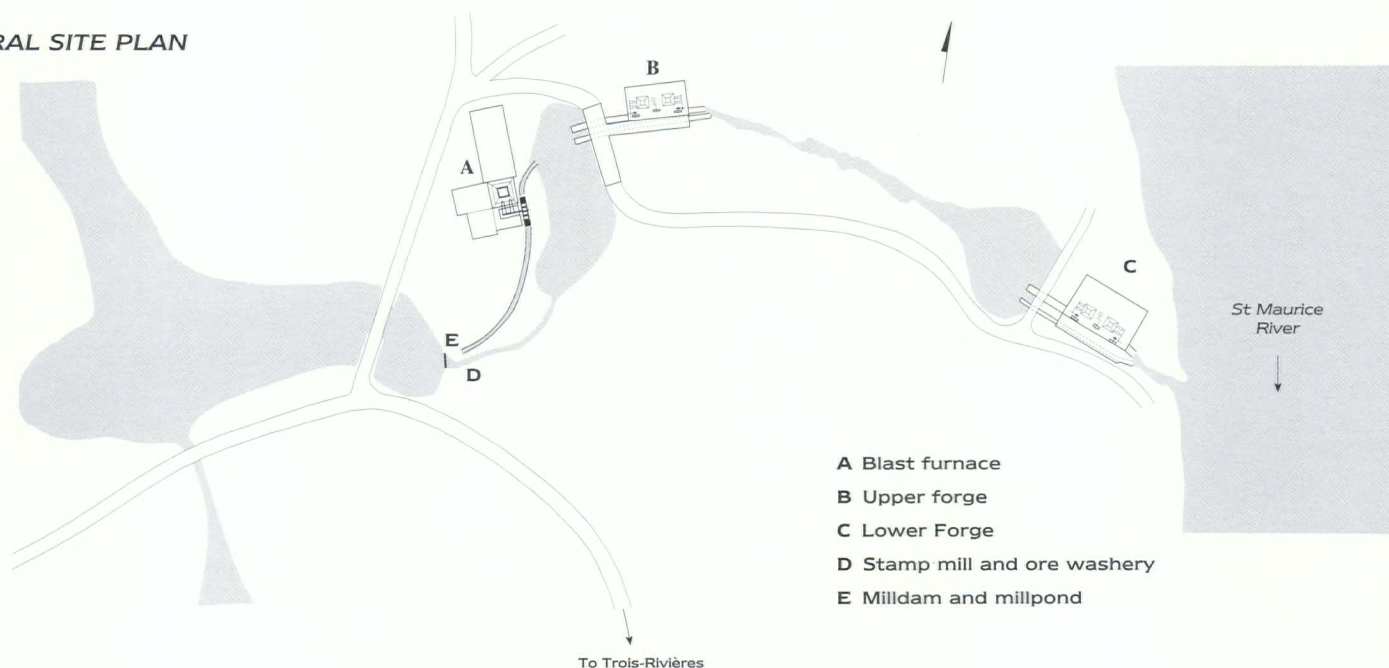 SITE PLAN
B
A
C
St Maurice
River
E
D
A Blast furnace
B Upper forge
C Lower Forge
D Stamp mill and ore washery
E Milldam and millpond
To Trois-Rivières